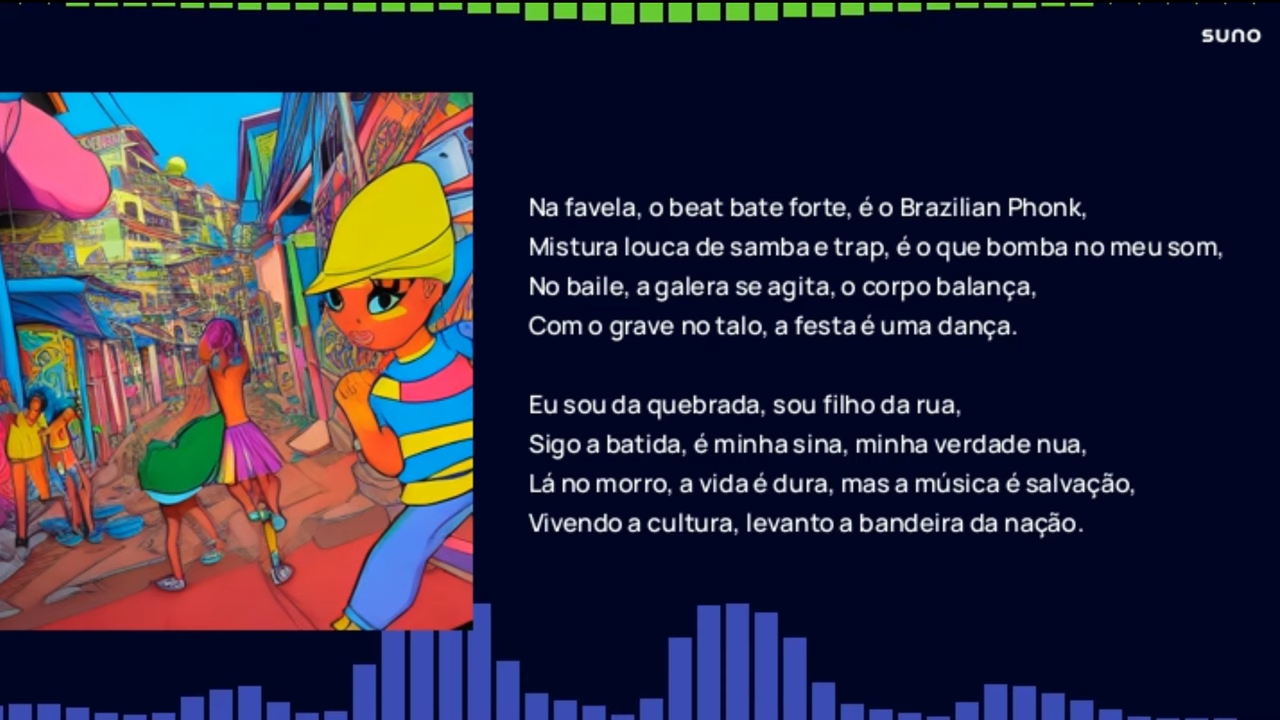 suno
Na favela, o beat bate forte, é o Brazilian Phonk,
Mistura louca de samba e trap, é o que bomba no meu som,
No baile, a galera se agita, o corpo balança,
Com o grave no talo, a festa é uma dança.
Eu sou da quebrada, sou filho da rua,
Sigo a batida, é minha sina, minha verdade nua,
Lá no morro, a vida é dura, mas a música é salvação,
Vivendo a cultura, levanto a bandeira da nação.